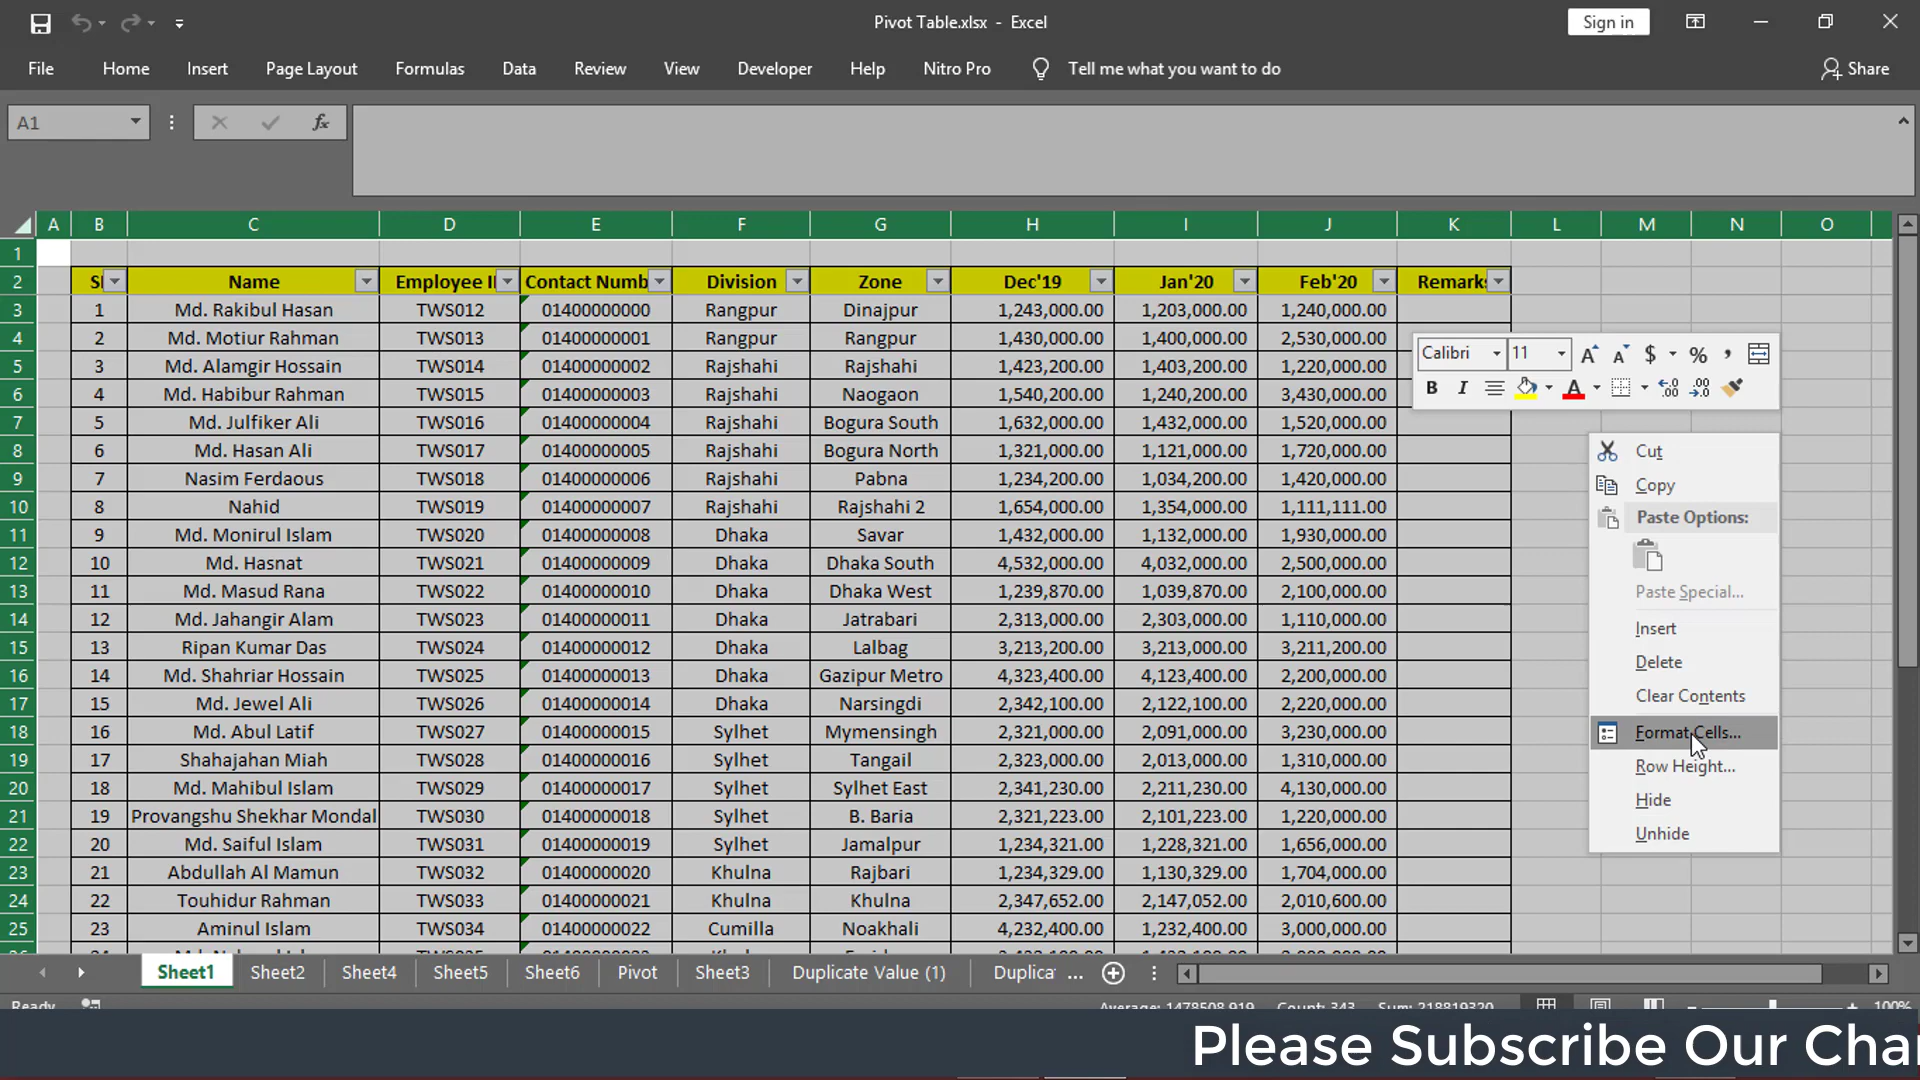 Pivot Table.xlsx - Excel
Sign in
File Home Insert Page Layout Formulas Data Review View Developer Help Nitro Pro Tell me what you want to do Share
A1 fx
A B C D E F G H I J K L M N O
1
2 Sl Name Employee I Contact Numb Division Zone Dec'19 Jan'20 Feb'20 Remark
3 1 Md. Rakibul Hasan TWS012 01400000000 Rangpur Dinajpur 1,243,000.00 1,203,000.00 1,240,000.00
4 2 Md. Motiur Rahman TWS013 01400000001 Rangpur Rangpur 1,430,000.00 1,400,000.00 2,530,000.00
5 3 Md. Alamgir Hossain TWS014 01400000002 Rajshahi Rajshahi 1,423,200.00 1,403,200.00 1,220,000.00
6 4 Md. Habibur Rahman TWS015 01400000003 Rajshahi Naogaon 1,540,200.00 1,240,200.00 3,430,000.00
7 5 Md. Julfiker Ali TWS016 01400000004 Rajshahi Bogura South 1,632,000.00 1,432,000.00 1,520,000.00
8 6 Md. Hasan Ali TWS017 01400000005 Rajshahi Bogura North 1,321,000.00 1,121,000.00 1,720,000.00
9 7 Nasim Ferdaous TWS018 01400000006 Rajshahi Pabna 1,234,200.00 1,034,200.00 1,420,000.00
10 8 Nahid TWS019 01400000007 Rajshahi Rajshahi 2 1,654,000.00 1,354,000.00 1,111,111.00
11 9 Md. Monirul Islam TWS020 01400000008 Dhaka Savar 1,432,000.00 1,132,000.00 1,930,000.00
12 10 Md. Hasnat TWS021 01400000009 Dhaka Dhaka South 4,532,000.00 4,032,000.00 2,500,000.00
13 11 Md. Masud Rana TWS022 01400000010 Dhaka Dhaka West 1,239,870.00 1,039,870.00 2,100,000.00
14 12 Md. Jahangir Alam TWS023 01400000011 Dhaka Jatrabari 2,313,000.00 2,303,000.00 1,110,000.00
15 13 Ripan Kumar Das TWS024 01400000012 Dhaka Lalbag 3,213,200.00 3,213,000.00 3,211,200.00
16 14 Md. Shahriar Hossain TWS025 01400000013 Dhaka Gazipur Metro 4,323,400.00 4,123,400.00 2,200,000.00
17 15 Md. Jewel Ali TWS026 01400000014 Dhaka Narsingdi 2,342,100.00 2,122,100.00 2,220,000.00
18 16 Md. Abul Latif TWS027 01400000015 Sylhet Mymensingh 2,321,000.00 2,091,000.00 3,230,000.00
19 17 Shahajahan Miah TWS028 01400000016 Sylhet Tangail 2,323,000.00 2,013,000.00 1,310,000.00
20 18 Md. Mahibul Islam TWS029 01400000017 Sylhet Sylhet East 2,341,230.00 2,211,230.00 4,130,000.00
21 19 Provangshu Shekhar Mondal TWS030 01400000018 Sylhet B. Baria 2,321,223.00 2,101,223.00 1,220,000.00
22 20 Md. Saiful Islam TWS031 01400000019 Sylhet Jamalpur 1,234,321.00 1,228,321.00 1,656,000.00
23 21 Abdullah Al Mamun TWS032 01400000020 Khulna Rajbari 1,234,329.00 1,130,329.00 1,704,000.00
24 22 Touhidur Rahman TWS033 01400000021 Khulna Khulna 2,347,652.00 2,147,052.00 2,010,600.00
25 23 Aminul Islam TWS034 01400000022 Cumilla Noakhali 4,232,400.00 1,232,400.00 3,000,000.00
Calibri 11 A A $ % ,
B I A
Cut
Copy
Paste Options:
Paste Special...
Insert
Delete
Clear Contents
Format Cells...
Row Height...
Hide
Unhide
Sheet1 Sheet2 Sheet4 Sheet5 Sheet6 Pivot Sheet3 Duplicate Value (1) Duplica ...
Ready Average: 1478508.919 Count: 343 Sum: 218819320 100%
Please Subscribe Our Cha